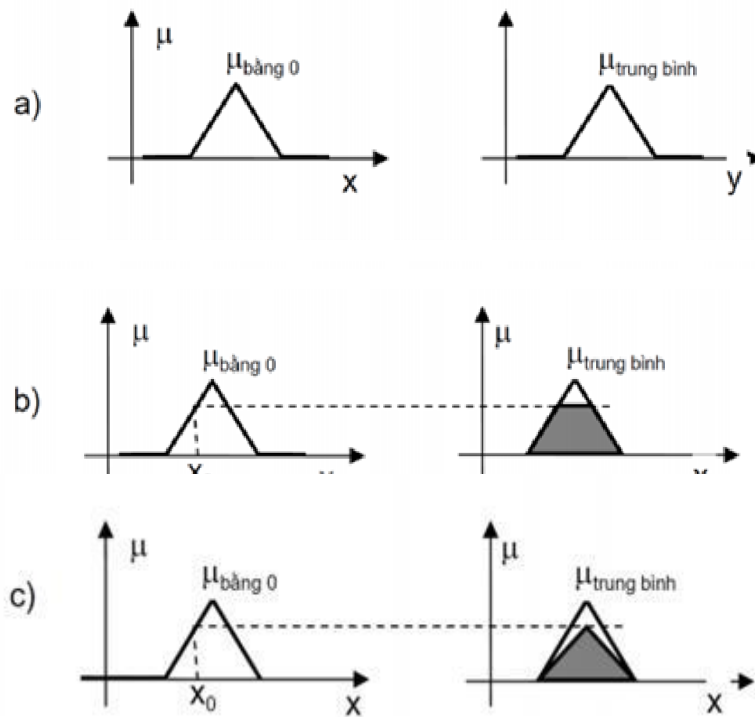 μ
μbằng 0
μtrung bình
a)
x
y
μ
μbằng 0
μ
μtrung bình
b)
μ
μbằng 0
μ
μtrung bình
c)
x0
x
x